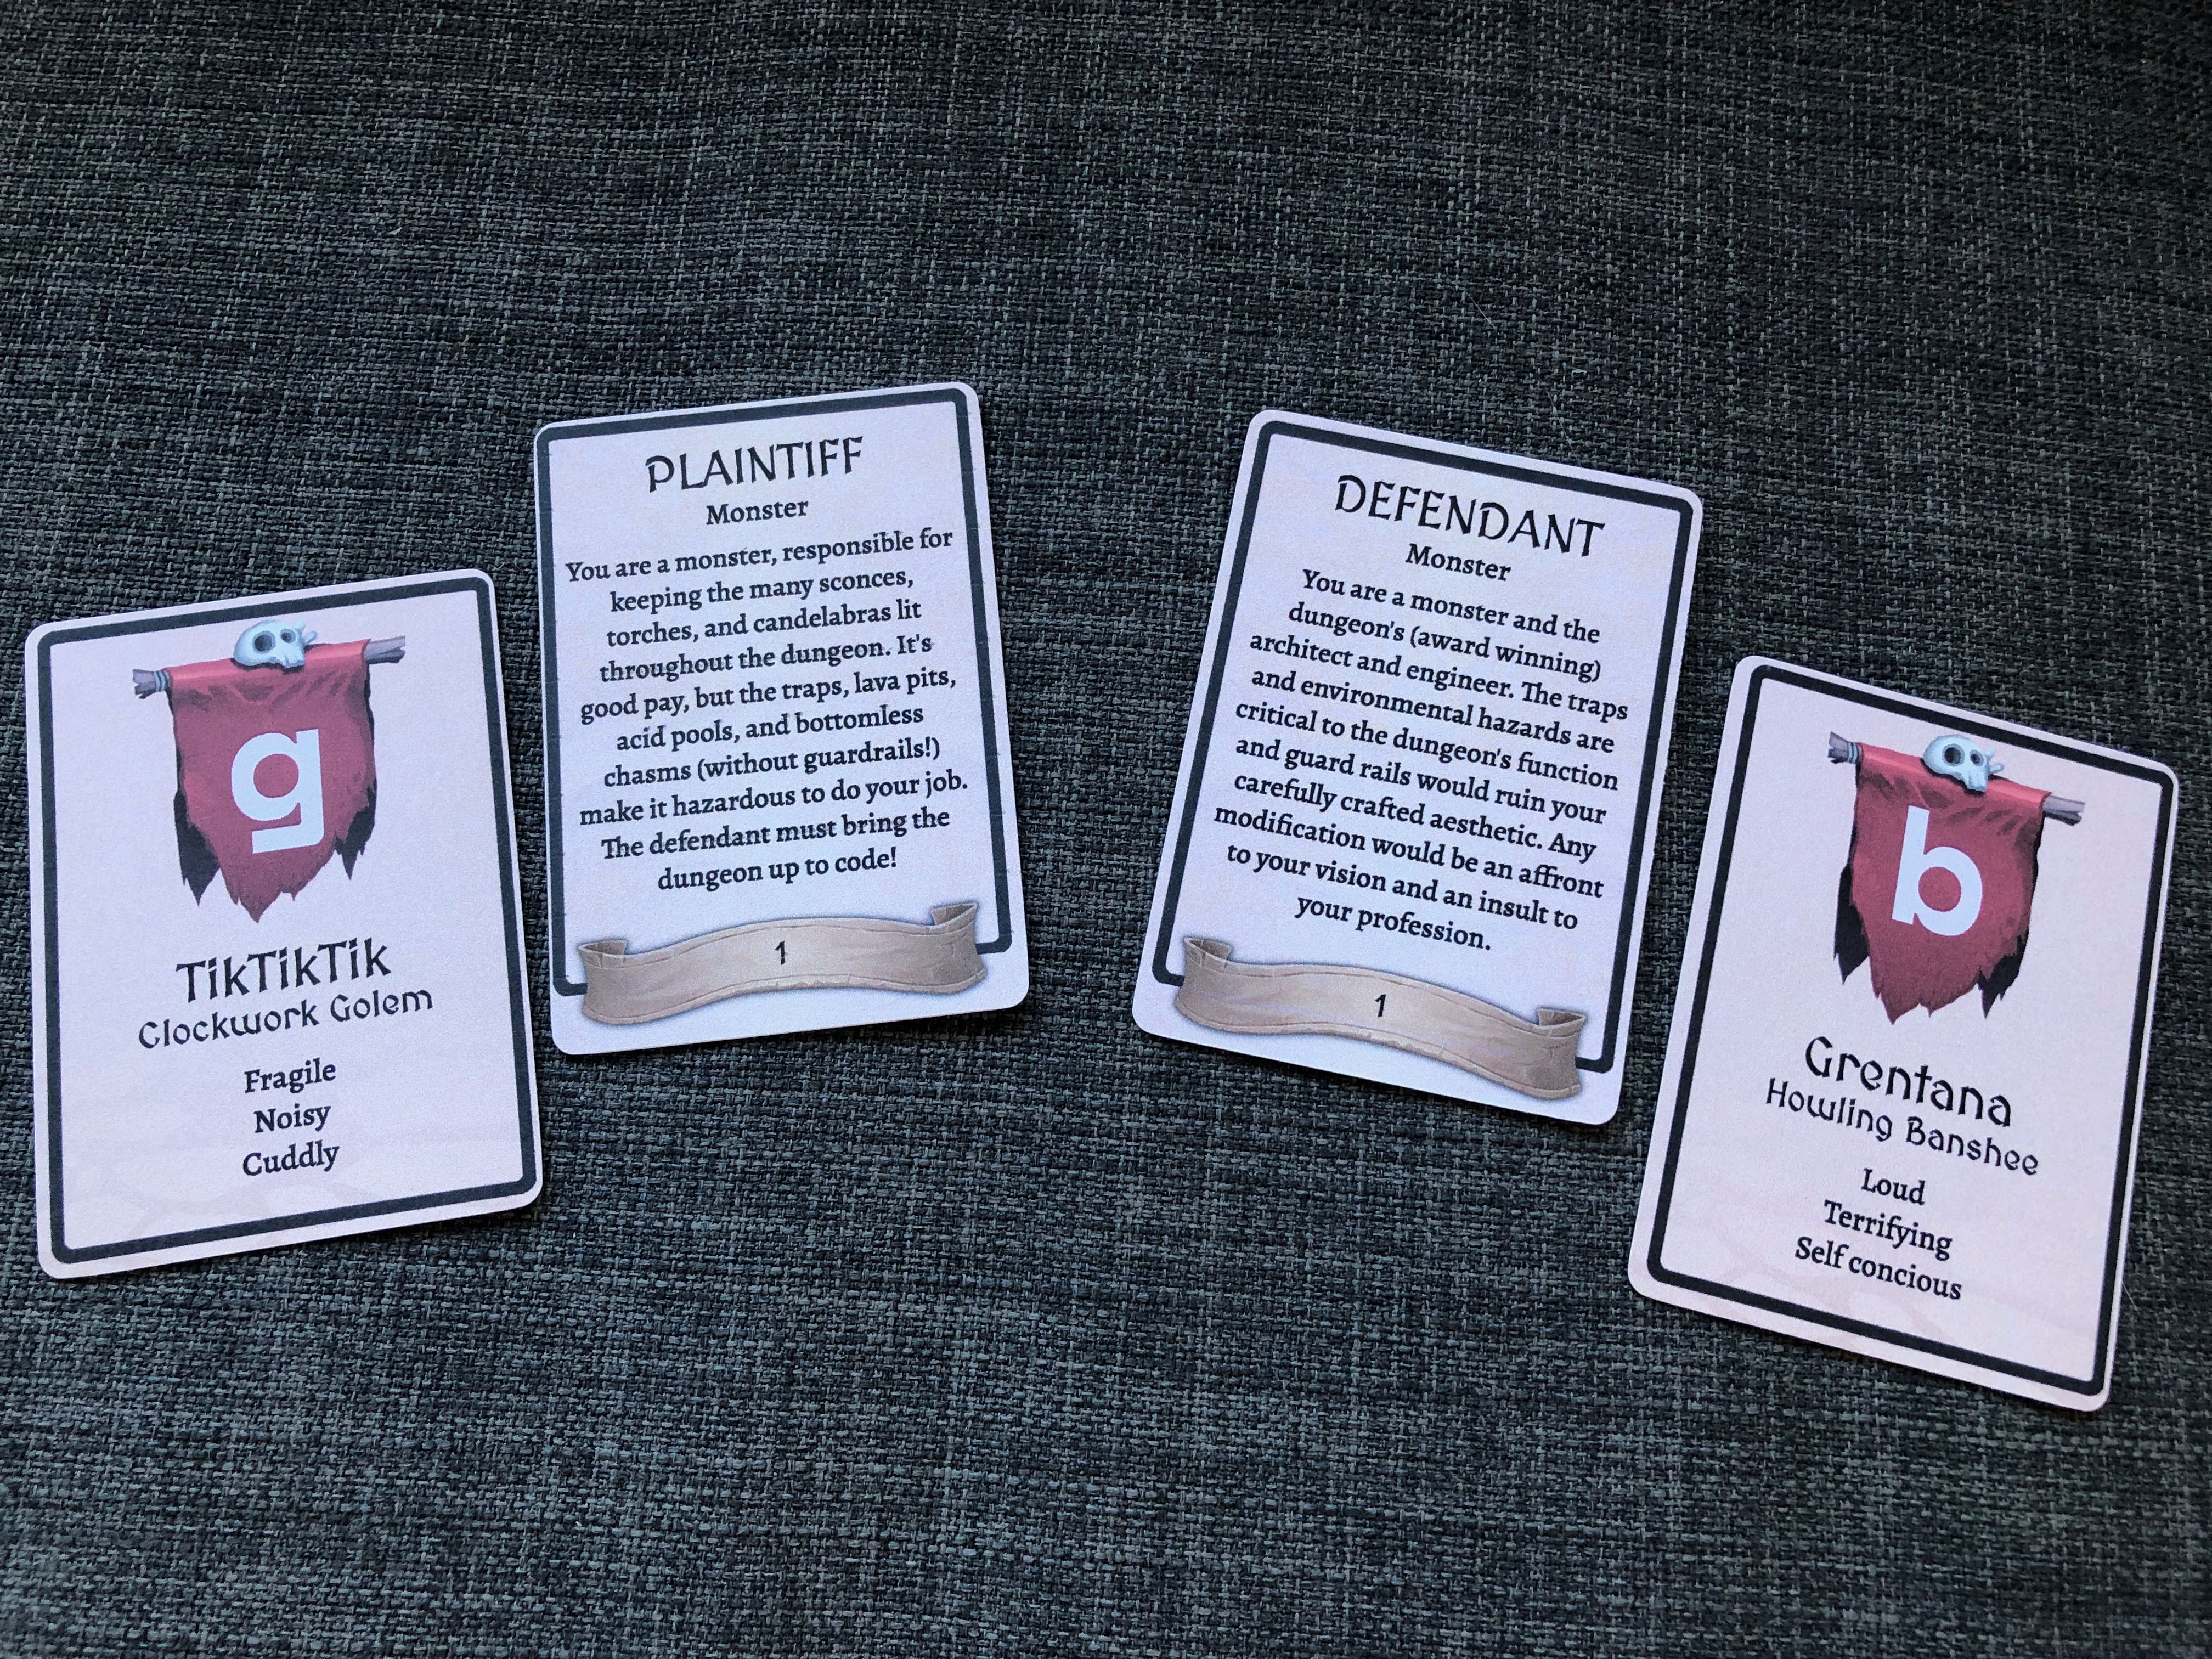 g
TikTikTik
Clockwork Golem
Fragile
Noisy
Cuddly
PLAINTIFF
Monster
You are a monster, responsible for
keeping the many sconces,
torches, and candelabras lit
throughout the dungeon. It's
good pay, but the traps, lava pits,
acid pools, and bottomless
chasms (without guardrails!)
make it hazardous to do your job.
The defendant must bring the
dungeon up to code!
1
DEFENDANT
Monster
You are a monster and the
dungeon's (award winning)
architect and engineer. The traps
and environmental hazards are
critical to the dungeon's function
and guard rails would ruin your
carefully crafted aesthetic. Any
modification would be an affront
to your vision and an insult to
your profession.
1
b
Grentana
Howling Banshee
Loud
Terrifying
Self concious